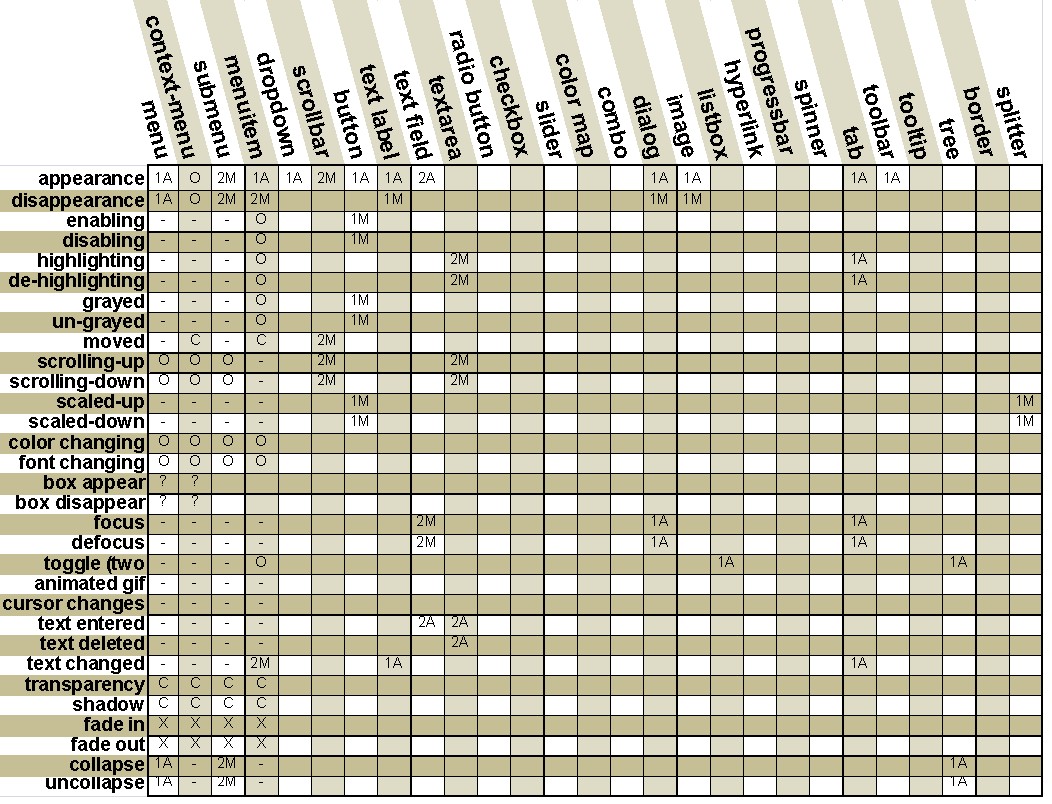 menu
context-menu
submenu
menuitem
dropdown
scrollbar
button
text label
text field
textarea
radio button
checkbox
slider
color map
combo
dialog
image
listbox
hyperlink
progressbar
spinner
tab
toolbar
tooltip
tree
border
splitter
appearance 1A O 2M 1A 1A 2M 1A 1A 2A 1A 1A 1A 1A
disappearance 1A O 2M 2M 1M 1M 1M
enabling - - - O 1M
disabling - - - O 1M
highlighting - - - O 2M 1A
de-highlighting - - - O 2M 1A
grayed - - - O 1M
un-grayed - - - O 1M
moved - C - C 2M
scrolling-up O O O - 2M 2M
scrolling-down O O O - 2M 2M
scaled-up - - - - 1M 1M
scaled-down - - - - 1M 1M
color changing O O O O
font changing O O O O
box appear ? ?
box disappear ? ?
focus - - - - 2M 1A 1A
defocus - - - - 2M 1A 1A
toggle (two - - - O 1A 1A
animated gif - - - -
cursor changes - - - -
text entered - - - - 2A 2A
text deleted - - - - 2A
text changed - - - 2M 1A 1A
transparency C C C C
shadow C C C C
fade in X X X X
fade out X X X X
collapse 1A - 2M - 1A
uncollapse 1A - 2M - 1A